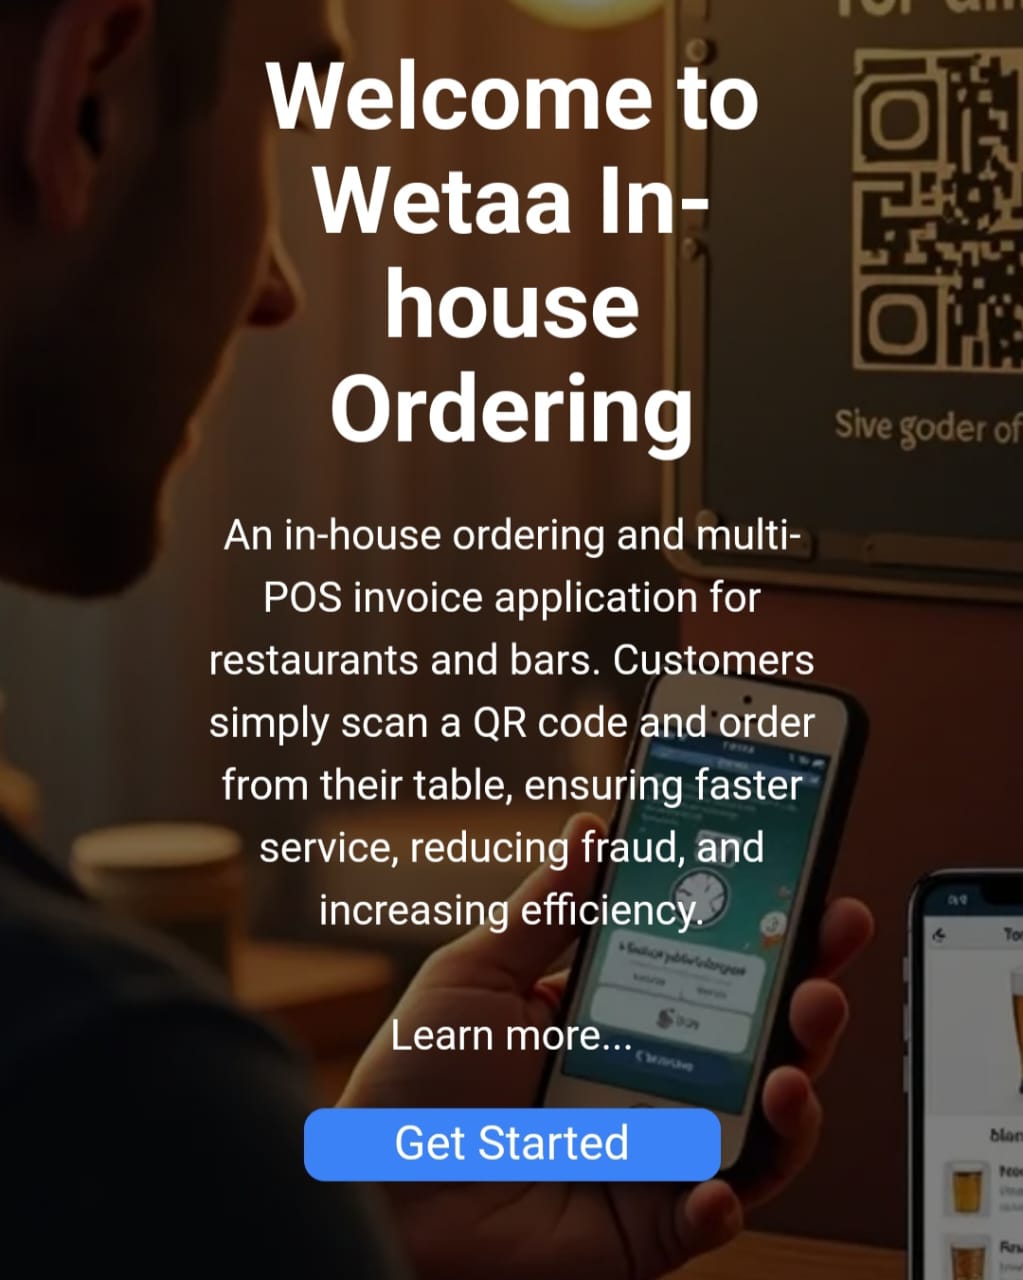 Welcome to
Wetaa In-
house
Ordering
Sive goder of
An in-house ordering and multi-
POS invoice application for
restaurants and bars. Customers
simply scan a QR code and order
from their table, ensuring faster
service, reducing fraud, and
increasing efficiency.
Learn more...
Get Started